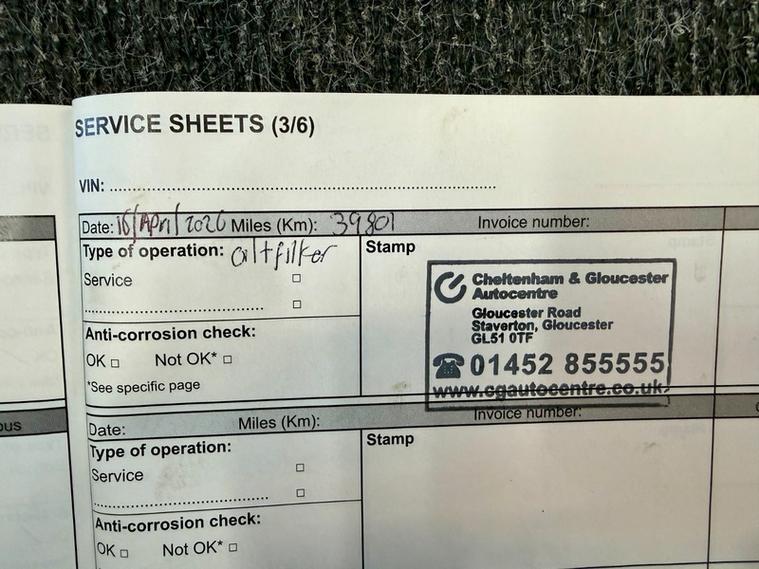 SERVICE SHEETS (3/6)
VIN: ........................................................................
Date: 16/April/2026 Miles (Km): 39801 Invoice number:
Type of operation: Oil + filter
Stamp
Service □
........................................ □
Anti-corrosion check:
OK □ Not OK* □
*See specific page
Cheltenham & Gloucester
Autocentre
Gloucester Road
Staverton, Gloucester
GL51 0TF
☎ 01452 855555
www.cgautocentre.co.uk
Date: Miles (Km): Invoice number:
Type of operation:
Stamp
Service □
........................................ □
Anti-corrosion check:
OK □ Not OK* □